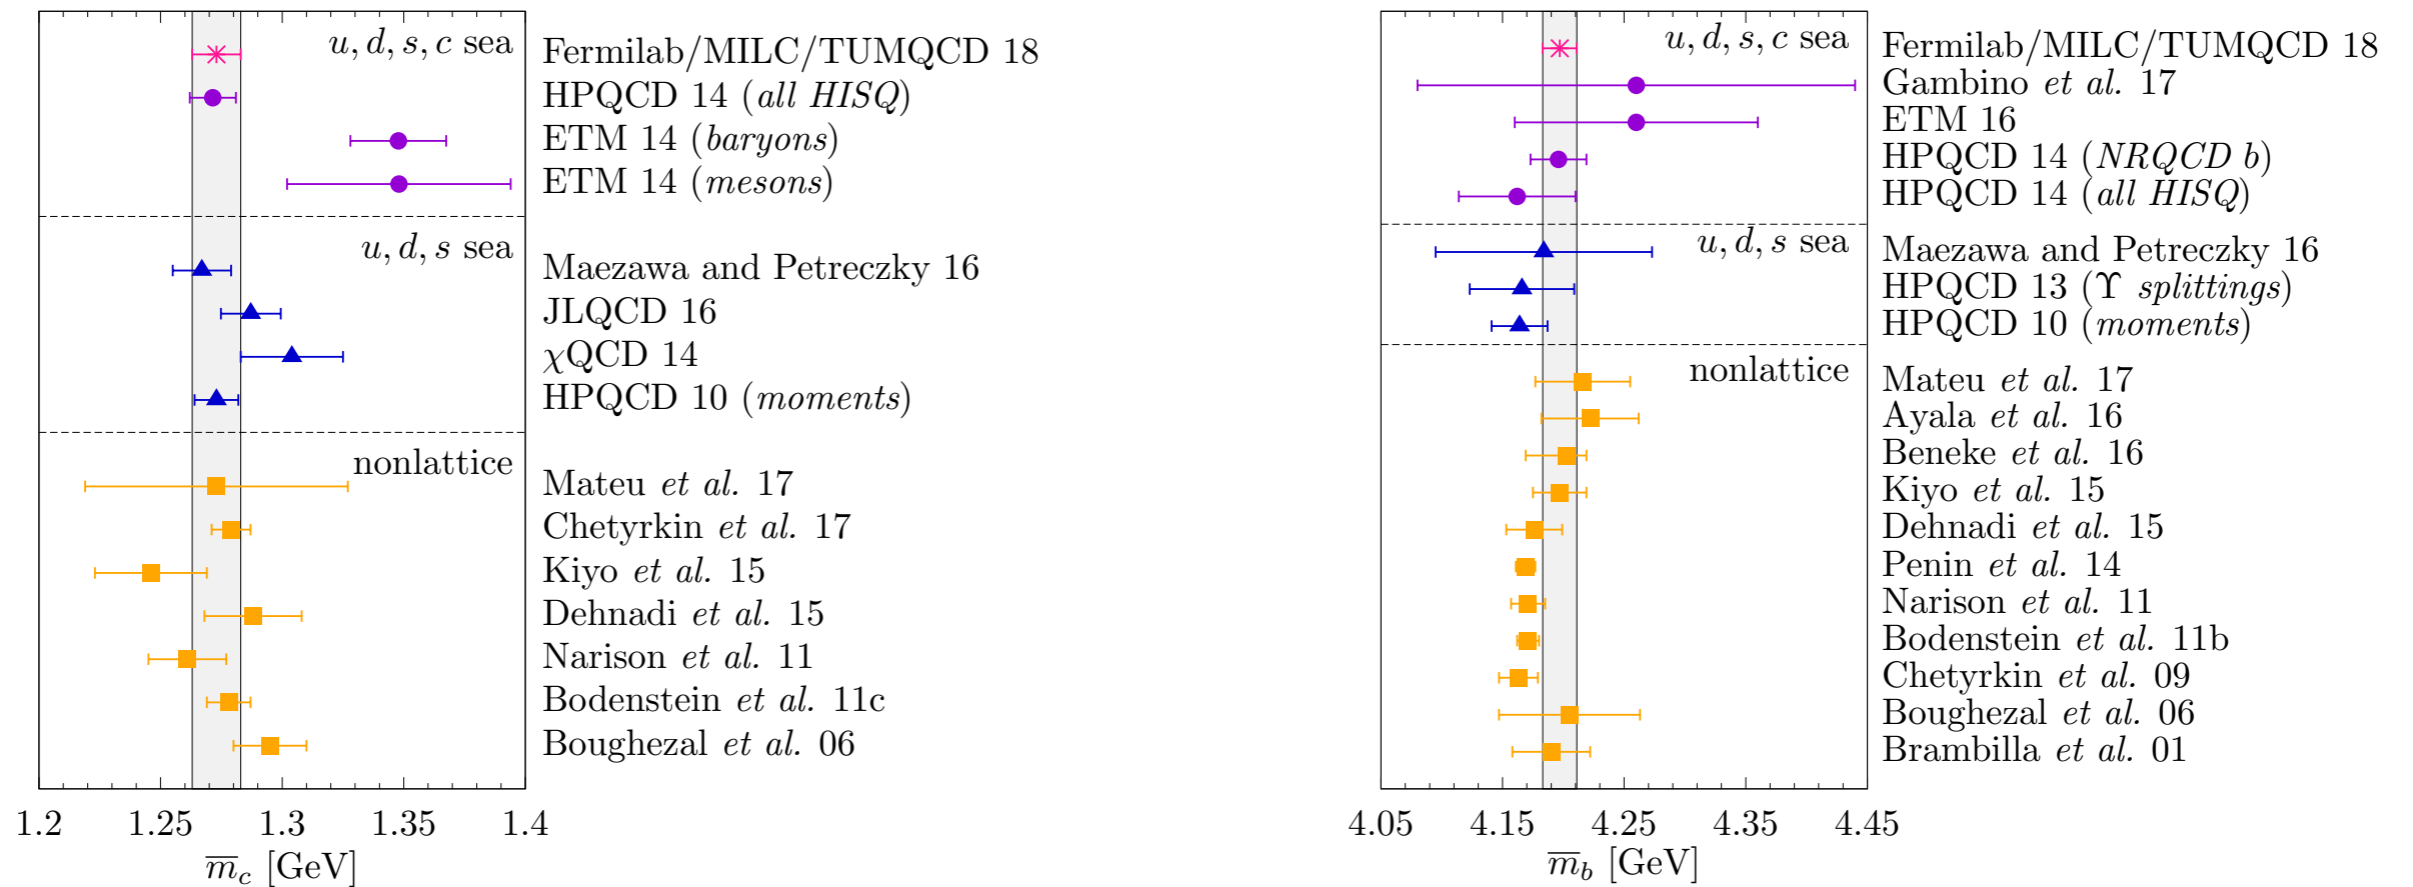 u, d, s, c sea
Fermilab/MILC/TUMQCD 18
HPQCD 14 (all HISQ)
ETM 14 (baryons)
ETM 14 (mesons)
u, d, s sea
Maezawa and Petreczky 16
JLQCD 16
χQCD 14
HPQCD 10 (moments)
nonlattice
Mateu et al. 17
Chetyrkin et al. 17
Kiyo et al. 15
Dehnadi et al. 15
Narison et al. 11
Bodenstein et al. 11c
Boughezal et al. 06
1.2 1.25 1.3 1.35 1.4
m̅_c [GeV]
u, d, s, c sea
Fermilab/MILC/TUMQCD 18
Gambino et al. 17
ETM 16
HPQCD 14 (NRQCD b)
HPQCD 14 (all HISQ)
u, d, s sea
Maezawa and Petreczky 16
HPQCD 13 (ϒ splittings)
HPQCD 10 (moments)
nonlattice
Mateu et al. 17
Ayala et al. 16
Beneke et al. 16
Kiyo et al. 15
Dehnadi et al. 15
Penin et al. 14
Narison et al. 11
Bodenstein et al. 11b
Chetyrkin et al. 09
Boughezal et al. 06
Brambilla et al. 01
4.05 4.15 4.25 4.35 4.45
m̅_b [GeV]